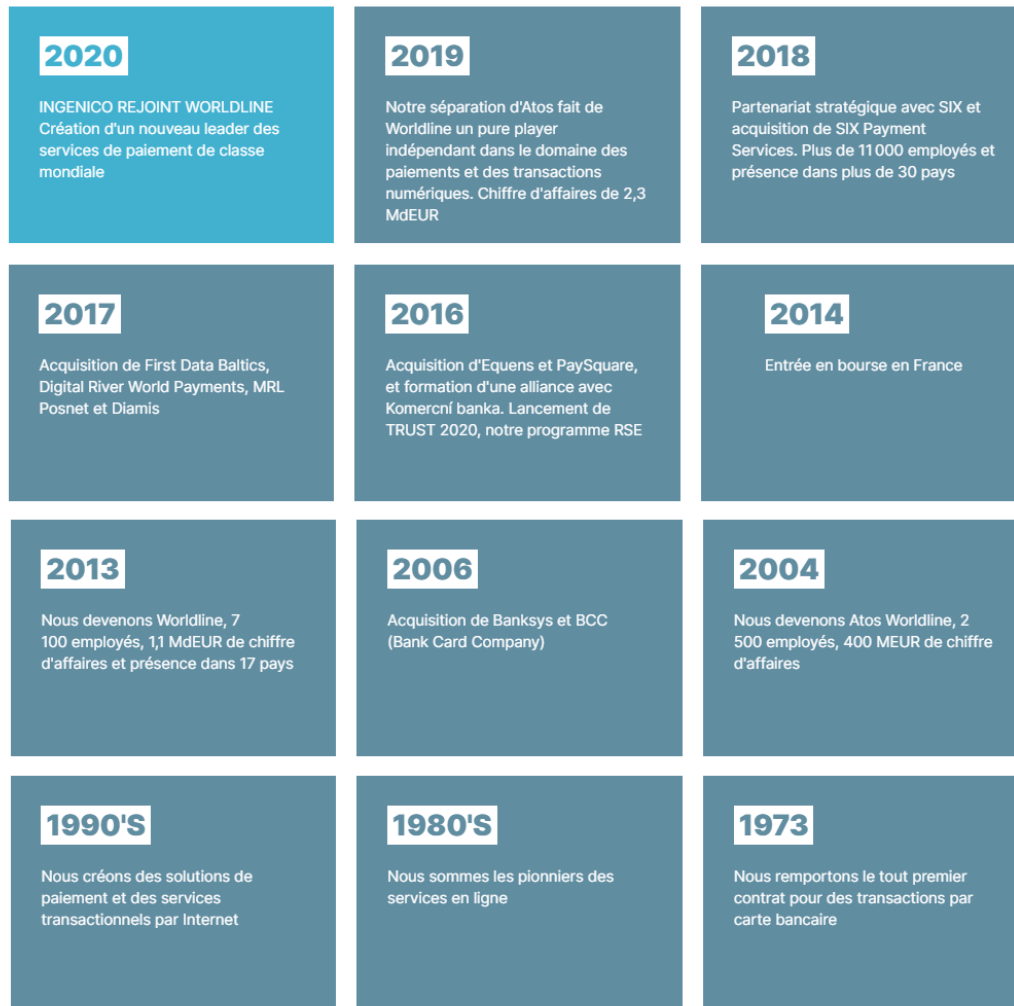 2020
INGENICO REJOINT WORLDLINE
Création d'un nouveau leader des
services de paiement de classe
mondiale
2019
Notre séparation d'Atos fait de
Worldline un pure player
indépendant dans le domaine des
paiements et des transactions
numériques. Chiffre d'affaires de 2,3
MdEUR
2018
Partenariat stratégique avec SIX et
acquisition de SIX Payment
Services. Plus de 11 000 employés et
présence dans plus de 30 pays
2017
Acquisition de First Data Baltics,
Digital River World Payments, MRL
Posnet et Diamis
2016
Acquisition d'Equens et PaySquare,
et formation d'une alliance avec
Komercní banka. Lancement de
TRUST 2020, notre programme RSE
2014
Entrée en bourse en France
2013
Nous devenons Worldline, 7
100 employés, 1,1 MdEUR de chiffre
d'affaires et présence dans 17 pays
2006
Acquisition de Banksys et BCC
(Bank Card Company)
2004
Nous devenons Atos Worldline, 2
500 employés, 400 MEUR de chiffre
d'affaires
1990'S
Nous créons des solutions de
paiement et des services
transactionnels par Internet
1980'S
Nous sommes les pionniers des
services en ligne
1973
Nous remportons le tout premier
contrat pour des transactions par
carte bancaire